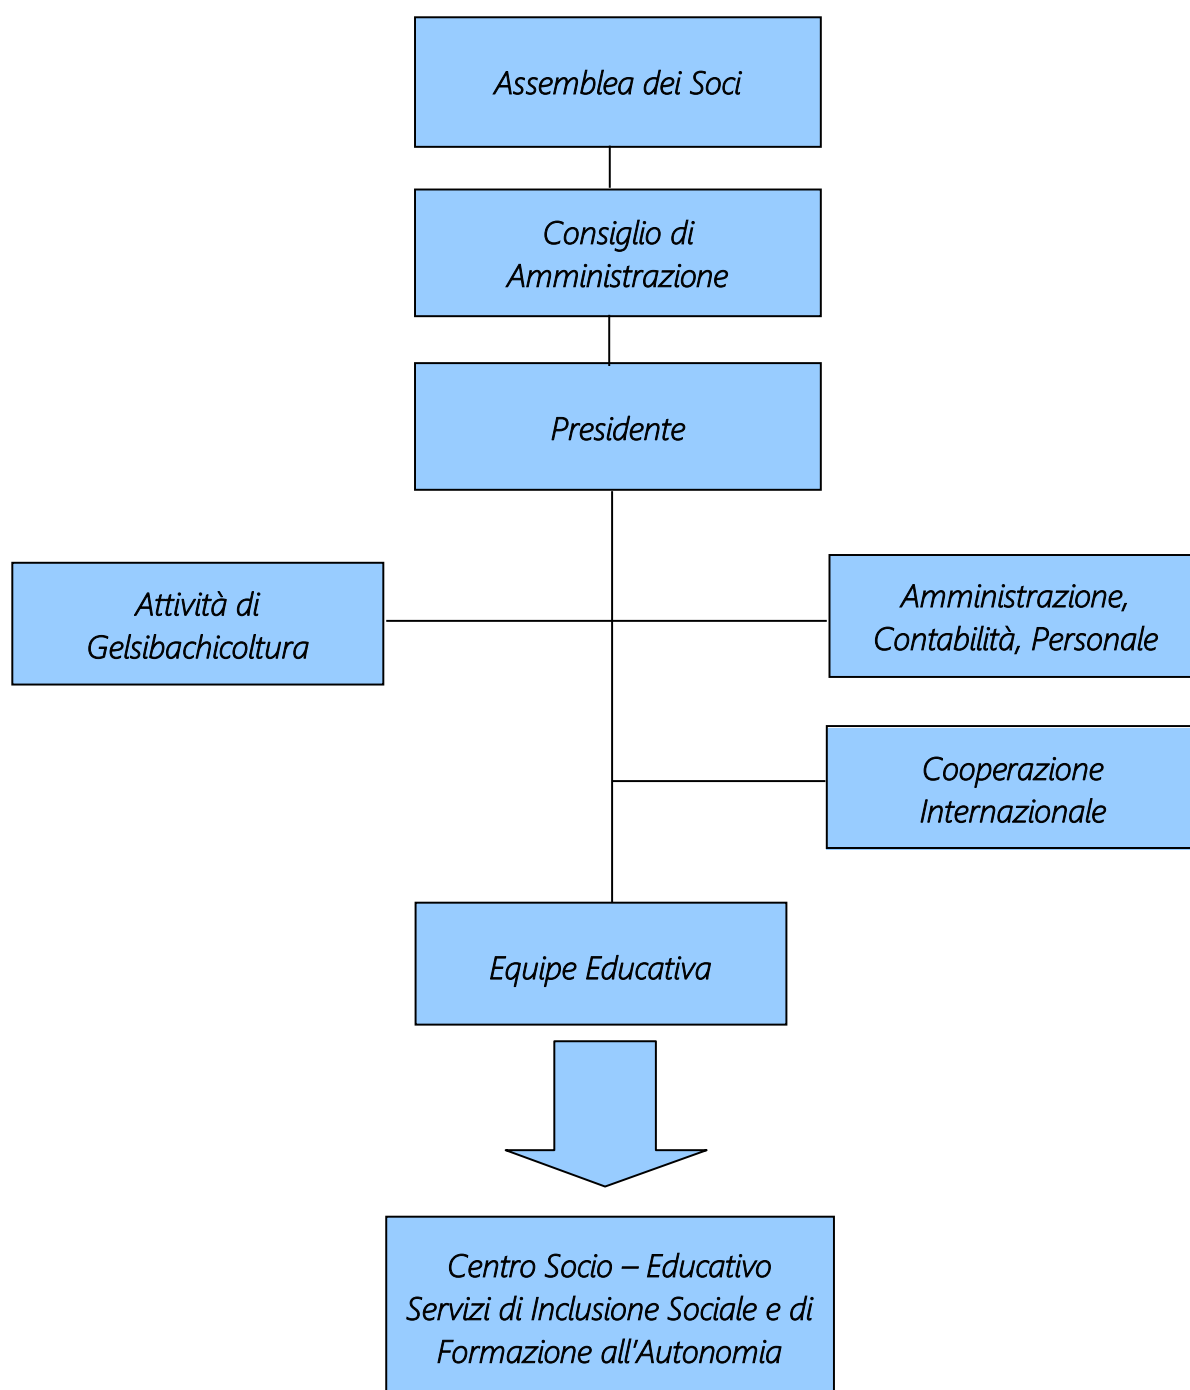 Assemblea dei Soci
Consiglio di
Amministrazione
Presidente
Attività di
Gelsibachicoltura
Amministrazione,
Contabilità, Personale
Cooperazione
Internazionale
Equipe Educativa
Centro Socio – Educativo
Servizi di Inclusione Sociale e di
Formazione all'Autonomia